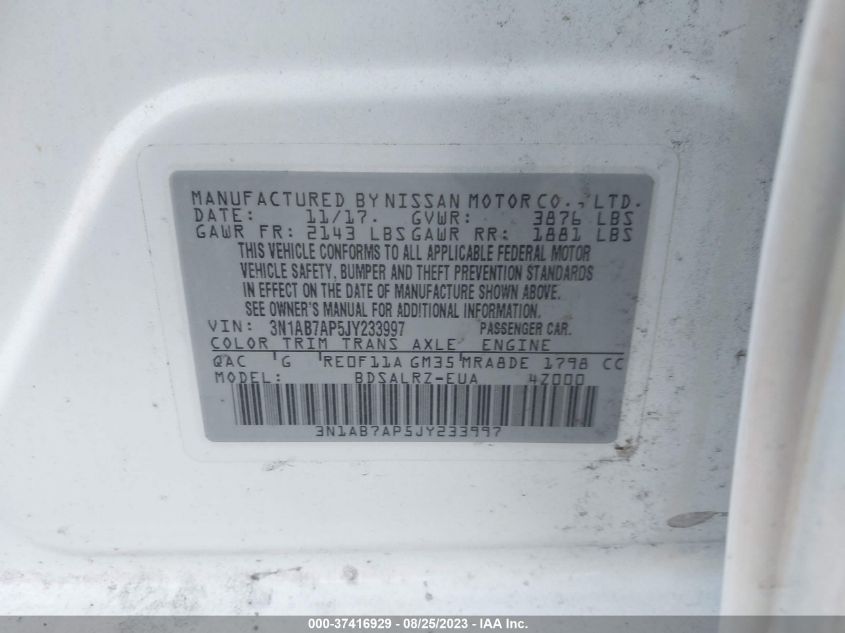 MANUFACTURED BY NISSAN MOTOR CO., LTD.
DATE: 11/17. GVWR: 3876 LBS
GAWR FR: 2143 LBS GAWR RR: 1881 LBS
THIS VEHICLE CONFORMS TO ALL APPLICABLE FEDERAL MOTOR
VEHICLE SAFETY, BUMPER AND THEFT PREVENTION STANDARDS
IN EFFECT ON THE DATE OF MANUFACTURE SHOWN ABOVE.
SEE OWNER'S MANUAL FOR ADDITIONAL INFORMATION.
VIN: 3N1AB7AP5JY233997 PASSENGER CAR.
COLOR TRIM TRANS AXLE ENGINE
QAC G RE0F11A GM35 MRA8DE 1798 CC
MODEL: BDSALRZ-EUA 4Z000
3N1AB7AP5JY233997
000-37416929 - 08/25/2023 - Copyright © IAA, Inc.